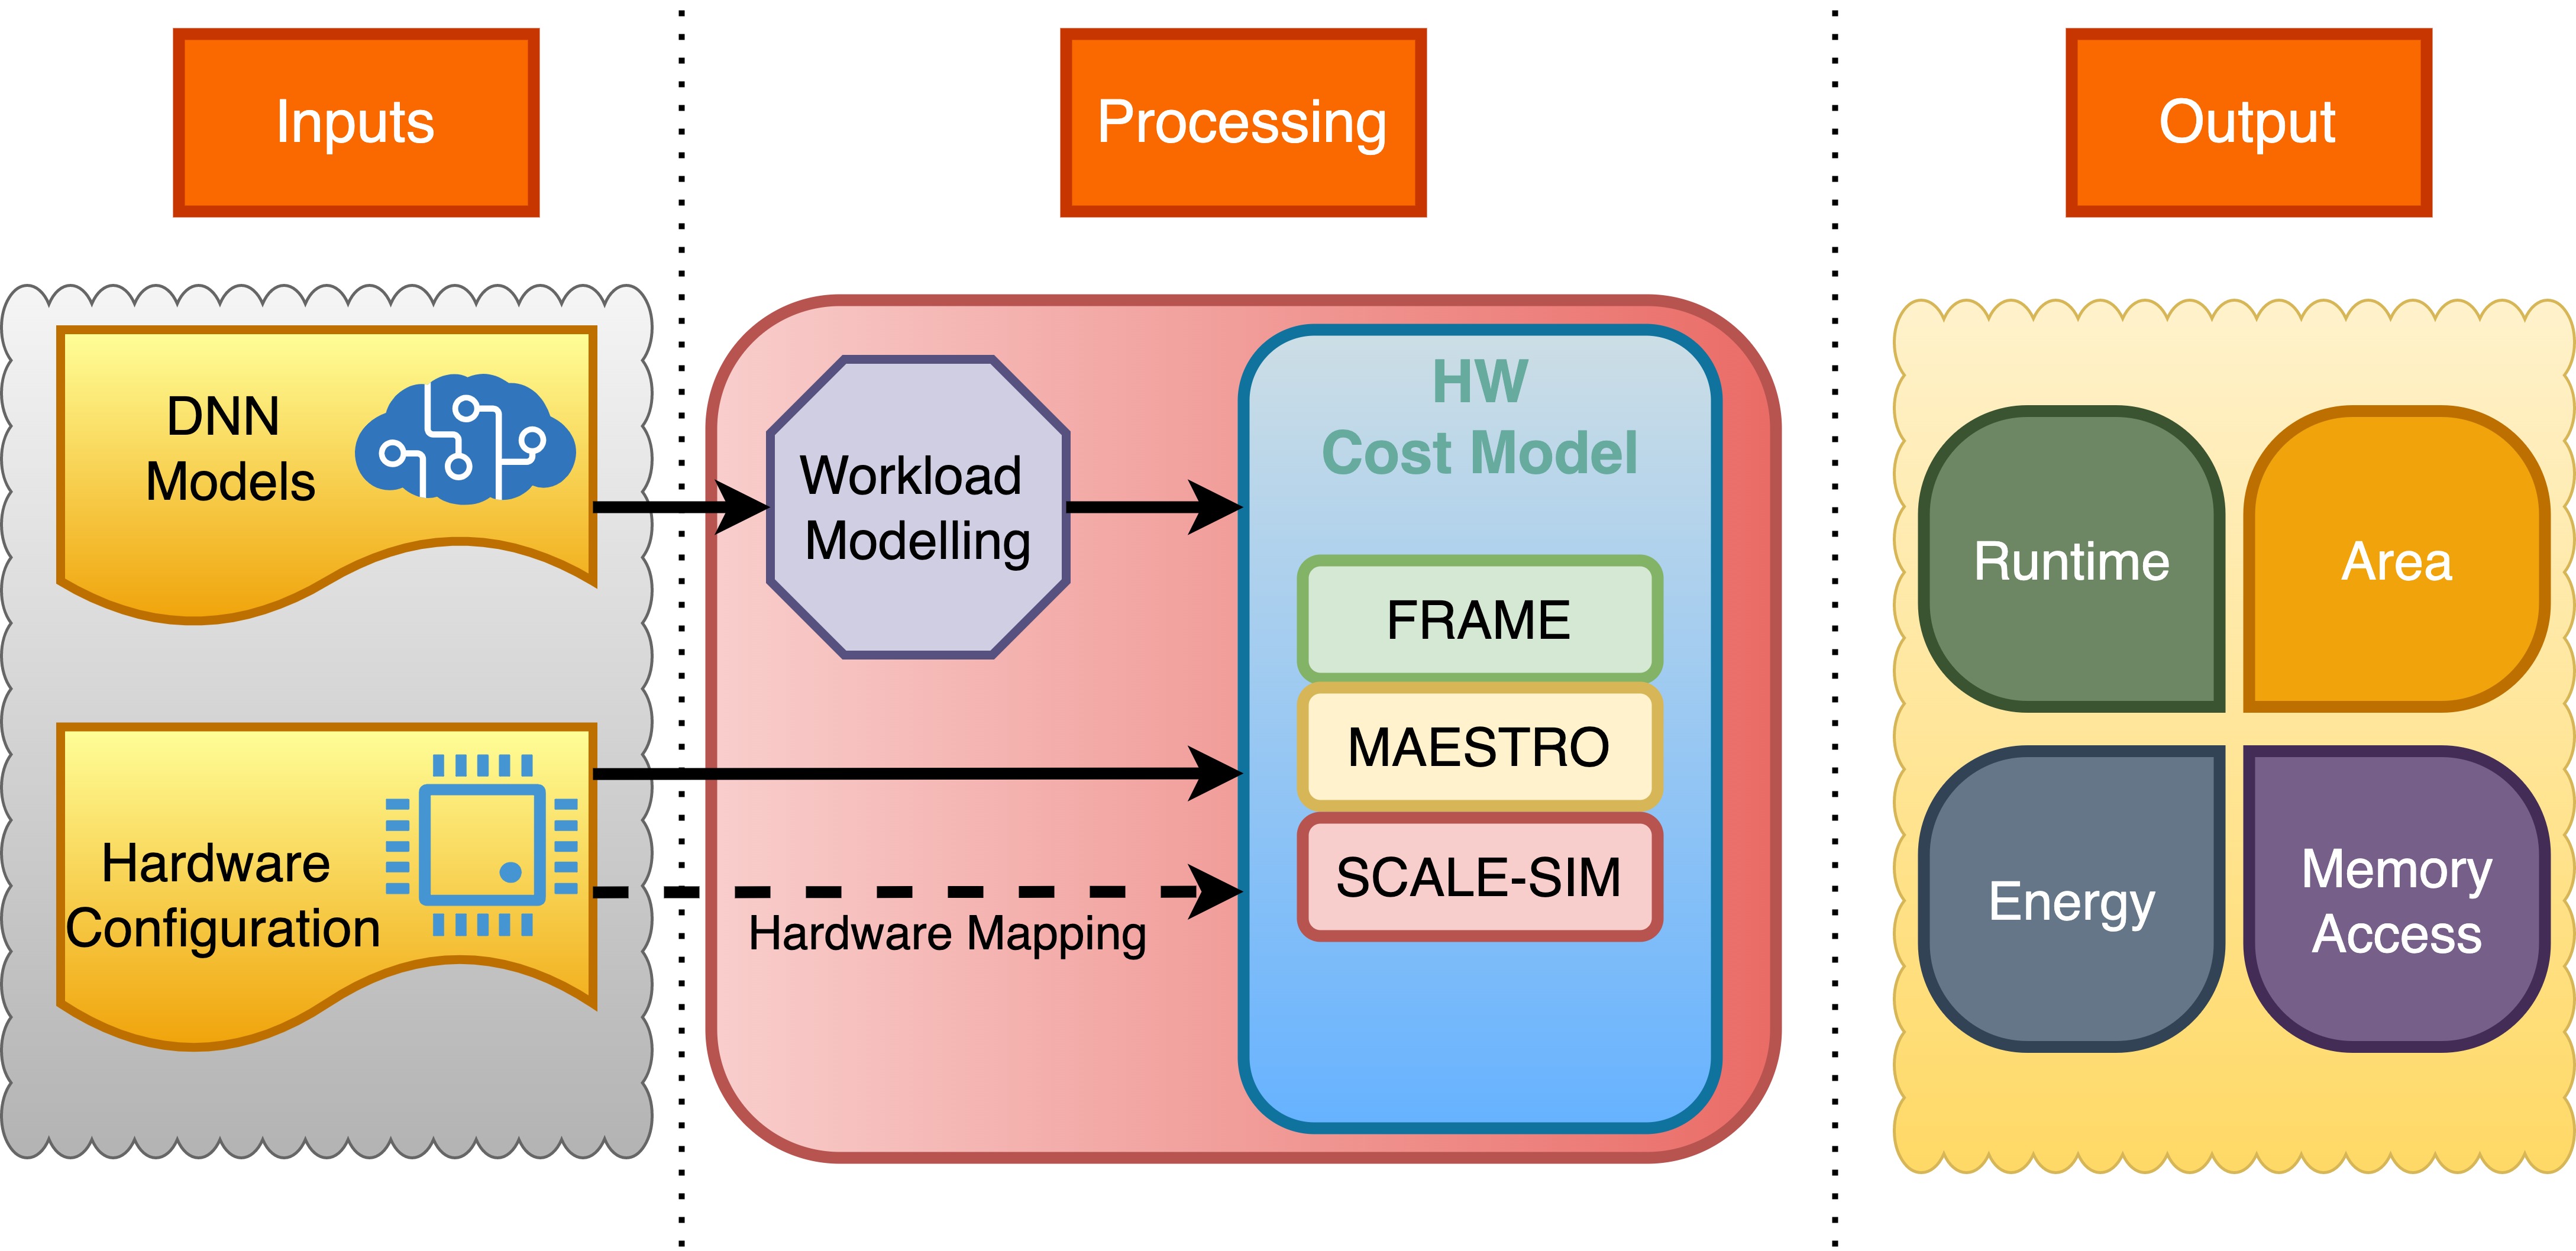 Inputs
Processing
Output
DNN
Models
Hardware
Configuration
Workload
Modelling
Hardware Mapping
HW
Cost Model
FRAME
MAESTRO
SCALE-SIM
Runtime
Area
Energy
Memory
Access